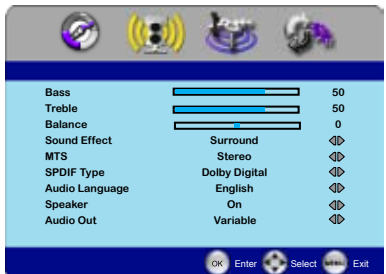 Bass 50
Treble 50
Balance 0
Sound Effect Surround
MTS Stereo
SPDIF Type Dolby Digital
Audio Language English
Speaker On
Audio Out Variable
OK Enter Select MENU Exit